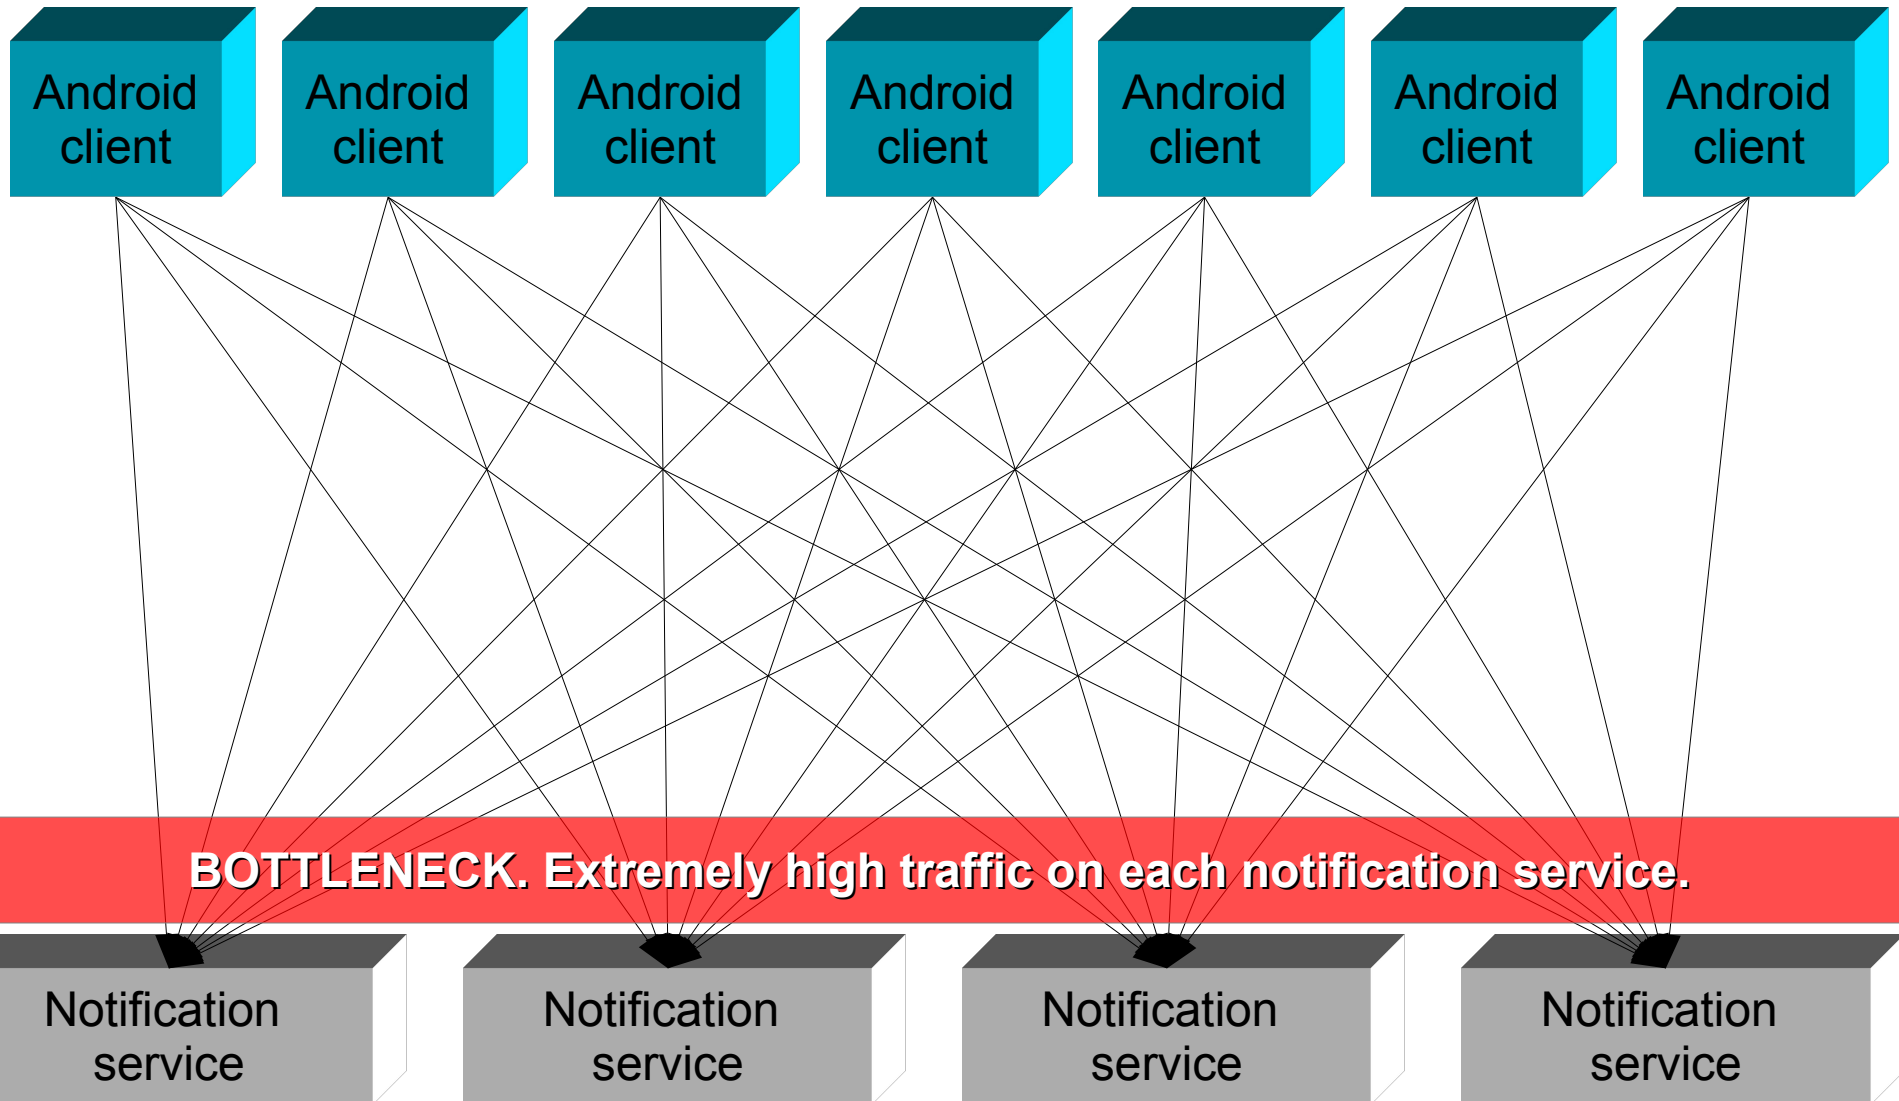 Android
client
Android
client
Android
client
Android
client
Android
client
Android
client
Android
client
BOTTLENECK. Extremely high traffic on each notification service.
Notification
service
Notification
service
Notification
service
Notification
service